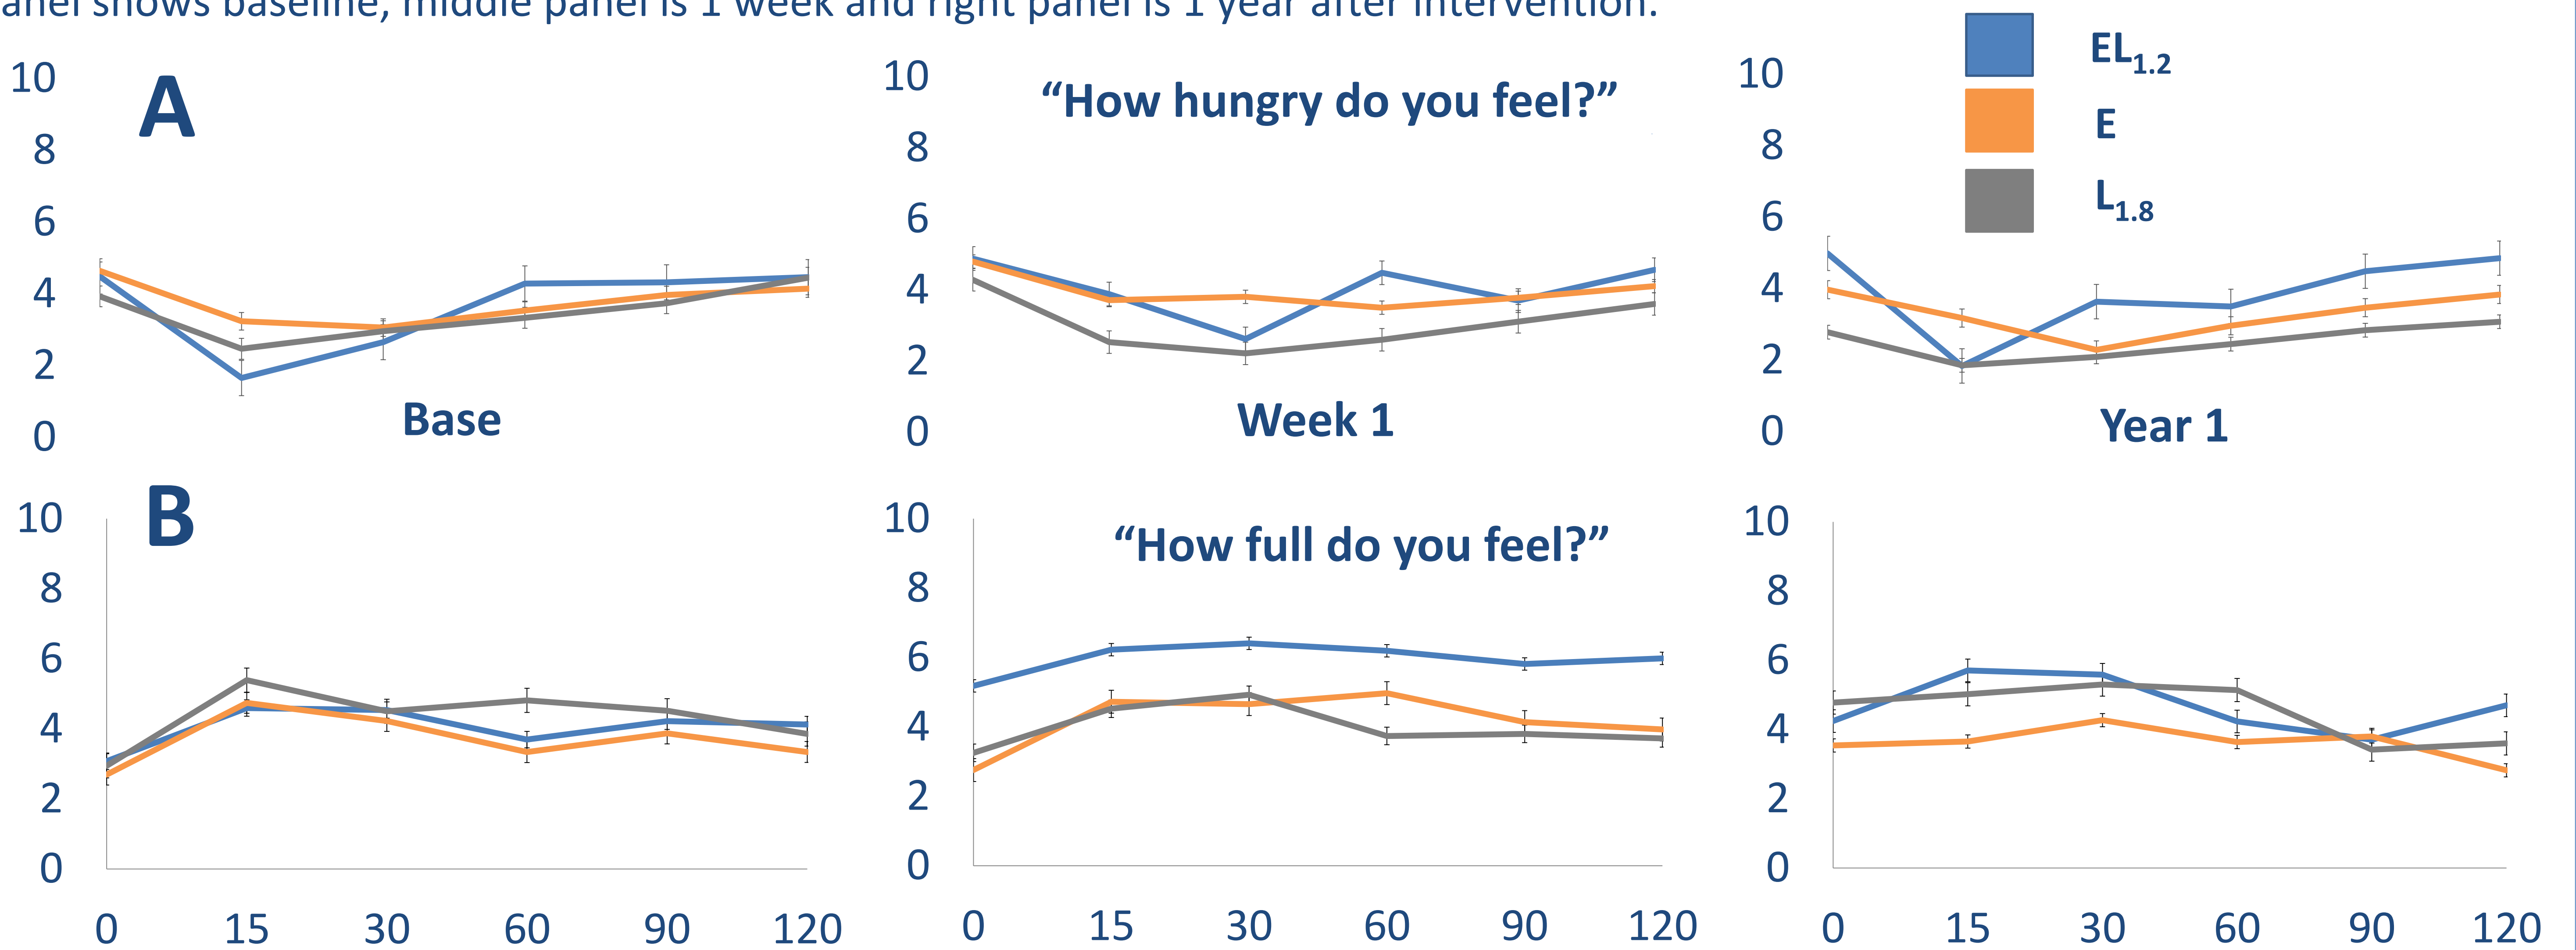 anel shows baseline, middle panel is 1 week and right panel is 1 year after intervention.
EL1.2
E
L1.8
A
10
8
6
4
2
0
Base
“How hungry do you feel?”
10
8
6
4
2
0
Week 1
10
8
6
4
2
0
Year 1
B
10
8
6
4
2
0
0 15 30 60 90 120
“How full do you feel?”
10
8
6
4
2
0
0 15 30 60 90 120
10
8
6
4
2
0
0 15 30 60 90 120